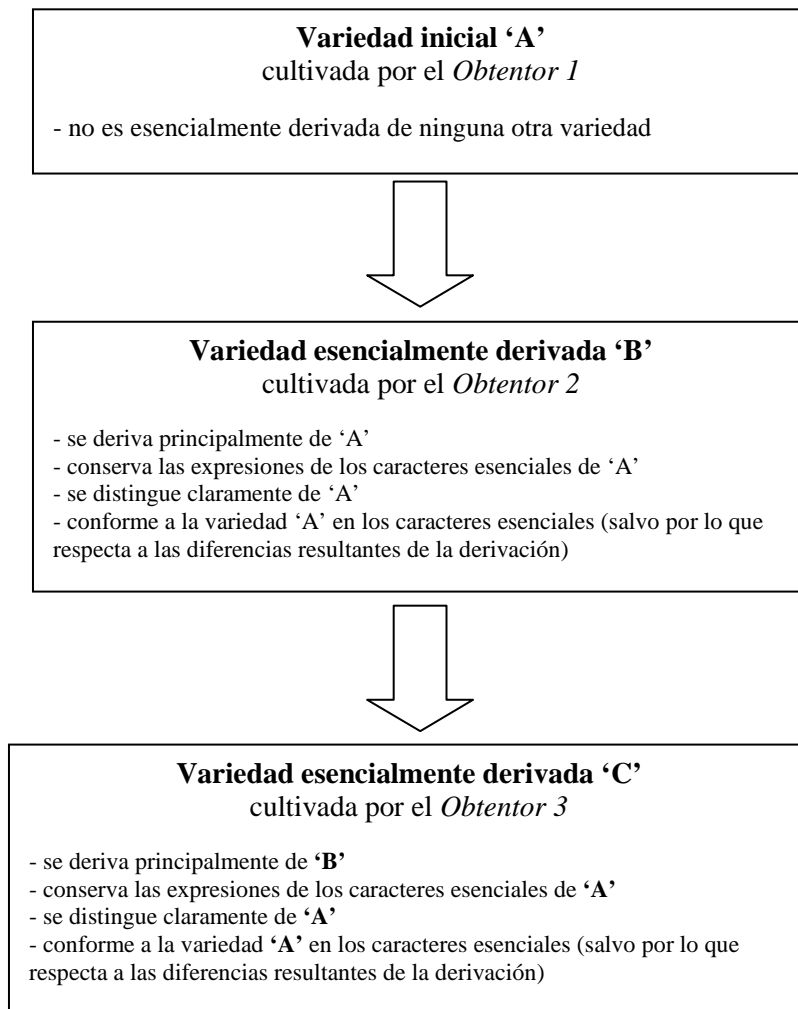 Variedad inicial ‘A’
cultivada por el Obtentor 1
- no es esencialmente derivada de ninguna otra variedad
Variedad esencialmente derivada ‘B’
cultivada por el Obtentor 2
- se deriva principalmente de ‘A’
- conserva las expresiones de los caracteres esenciales de ‘A’
- se distingue claramente de ‘A’
- conforme a la variedad ‘A’ en los caracteres esenciales (salvo por lo que
respecta a las diferencias resultantes de la derivación)
Variedad esencialmente derivada ‘C’
cultivada por el Obtentor 3
- se deriva principalmente de ‘B’
- conserva las expresiones de los caracteres esenciales de ‘A’
- se distingue claramente de ‘A’
- conforme a la variedad ‘A’ en los caracteres esenciales (salvo por lo que
respecta a las diferencias resultantes de la derivación)